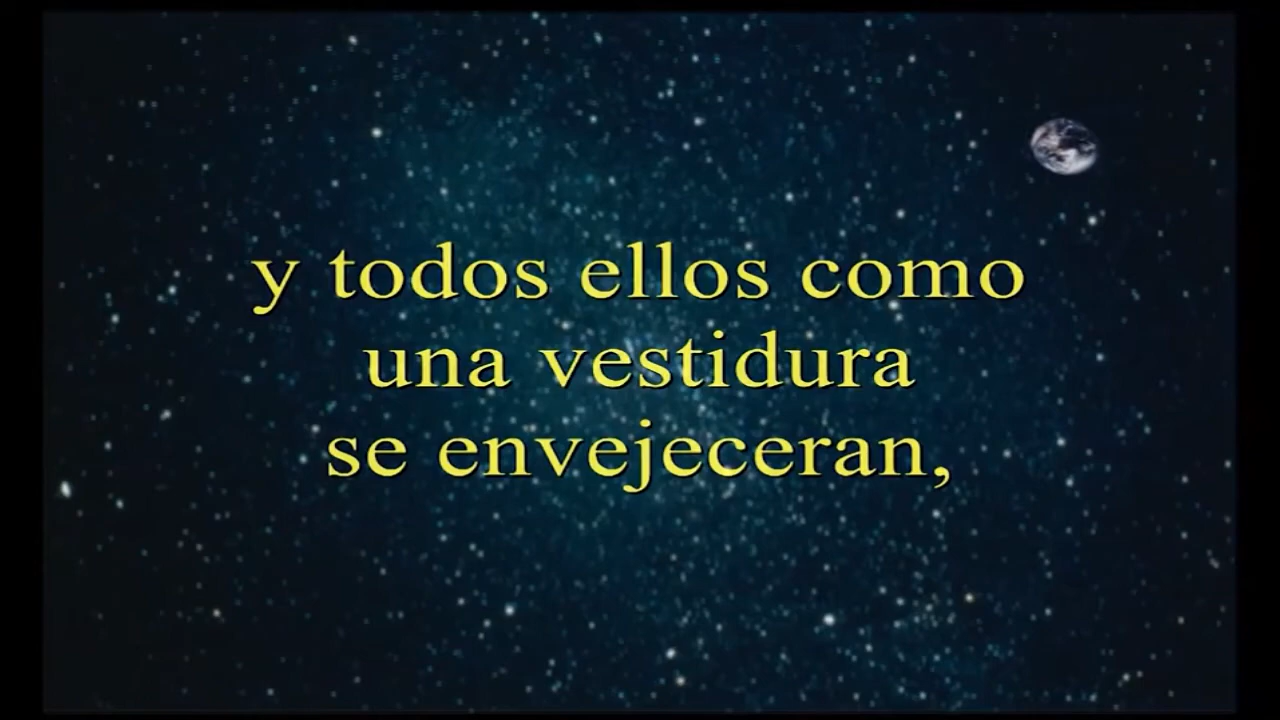 y todos ellos como
una vestidura
se envejeceran,